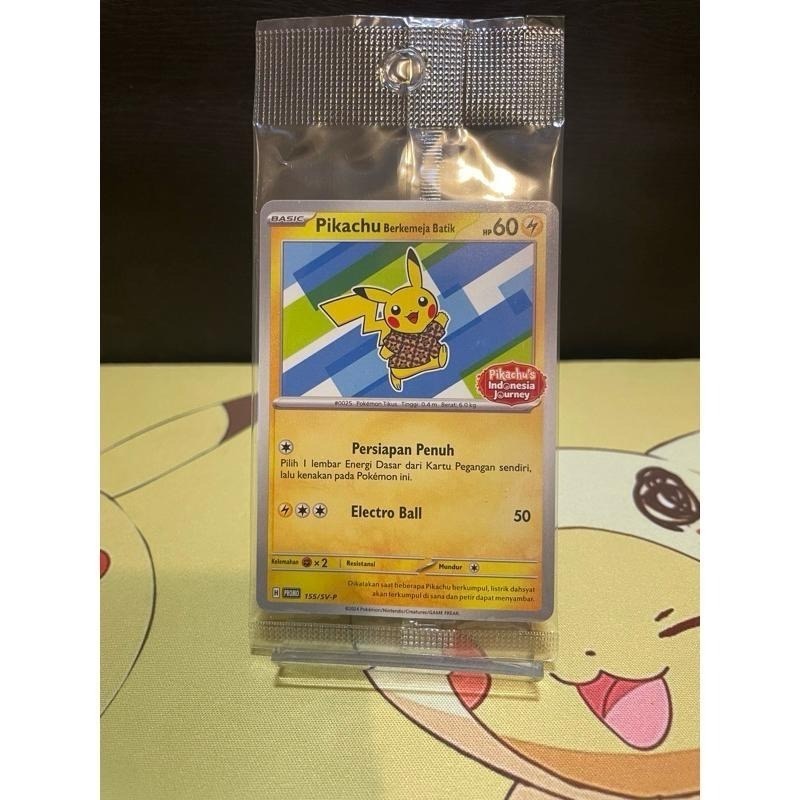 BASIC
Pikachu Berkemeja Batik HP 60
Pikachu's
Indonesia
Journey
#0025 Pokémon Tikus Tinggi: 0.4 m Berat: 6.0 kg
Persiapan Penuh
Pilih 1 lembar Energi Dasar dari Kartu Pegangan sendiri,
lalu kenakan pada Pokémon ini.
Electro Ball 50
Kelemahan ×2 Resistansi Mundur
Dikatakan saat beberapa Pikachu berkumpul, listrik dahsyat
akan terkumpul di sana dan petir dapat menyambar.
H PROMO 155/SV-P
©2024 Pokémon/Nintendo/Creatures/GAME FREAK.